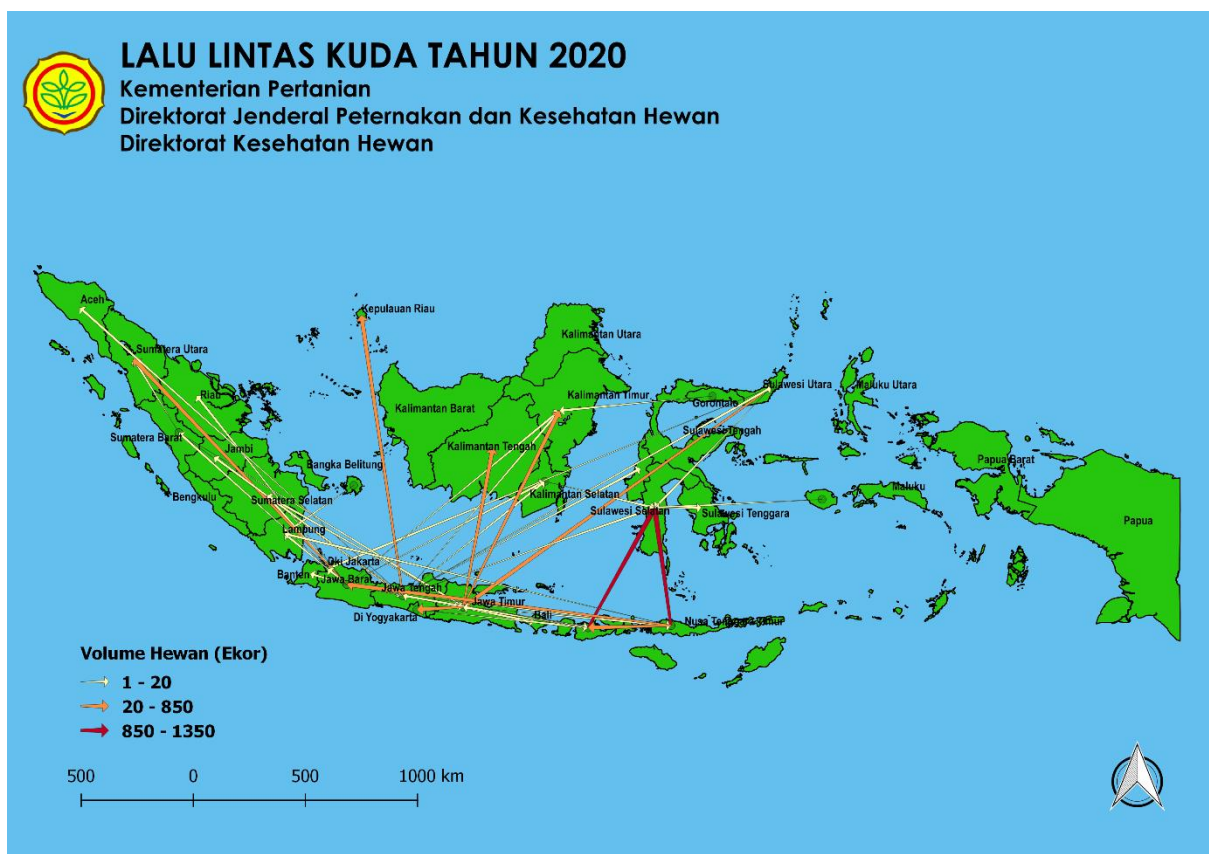 LALU LINTAS KUDA TAHUN 2020
Kementerian Pertanian
Direktorat Jenderal Peternakan dan Kesehatan Hewan
Direktorat Kesehatan Hewan
Aceh
Kepulauan Riau
Kalimantan Utara
Sumatera Utara
Sulawesi Utara
Maluku Utara
Riau
Kalimantan Timur
Gorontalo
Kalimantan Barat
Sulawesi Tengah
Sumatera Barat
Jambi
Kalimantan Tengah
Bangka Belitung
Papua Barat
Bengkulu
Sumatera Selatan
Kalimantan Selatan
Maluku
Sulawesi Selatan
Sulawesi Tenggara
Papua
Lampung
Dki Jakarta
Banten
Jawa Barat
Jawa Tengah
Jawa Timur
Di Yogyakarta
Bali
Nusa Timur
Volume Hewan (Ekor)
1 - 20
20 - 850
850 - 1350
500 0 500 1000 km